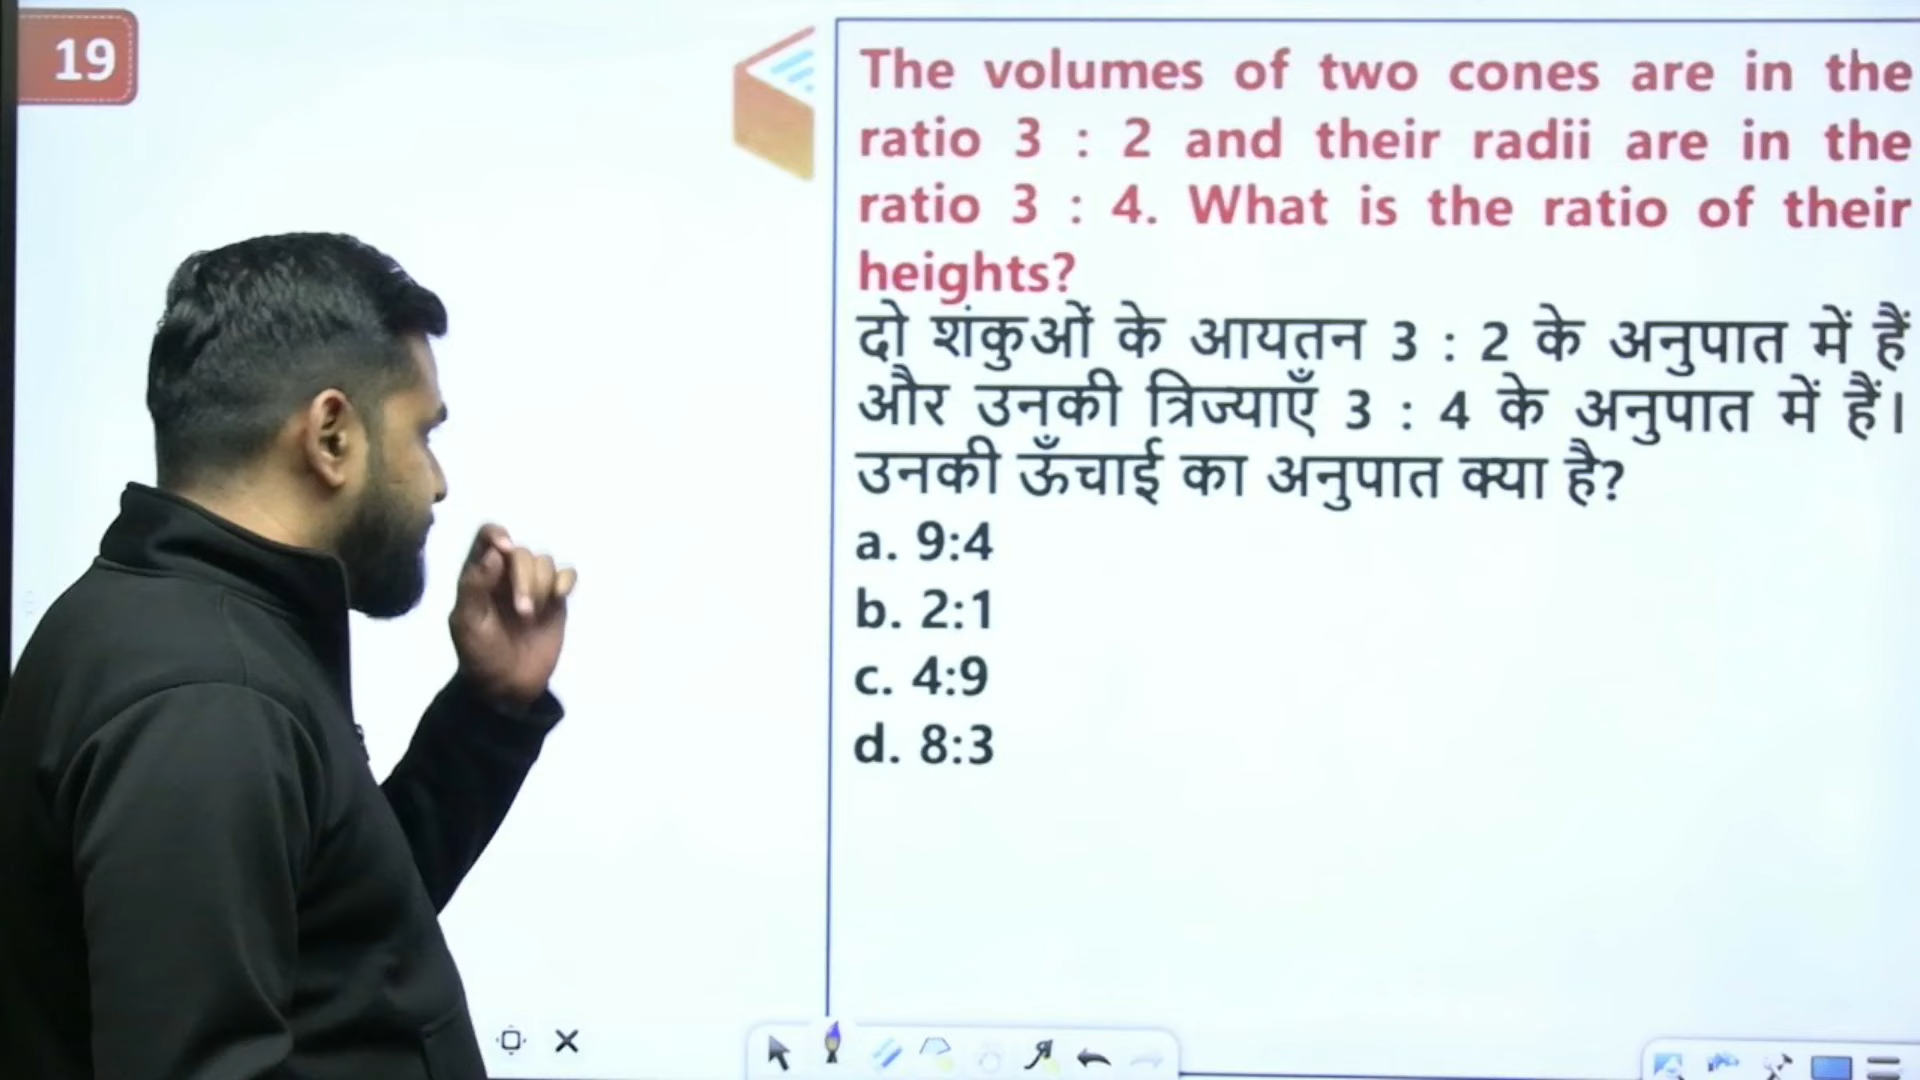 19
The volumes of two cones are in the
ratio 3 : 2 and their radii are in the
ratio 3 : 4. What is the ratio of their
heights?
दो शंकुओं के आयतन 3 : 2 के अनुपात में हैं
और उनकी त्रिज्याएँ 3 : 4 के अनुपात में हैं।
उनकी ऊँचाई का अनुपात क्या है?
a. 9:4
b. 2:1
c. 4:9
d. 8:3